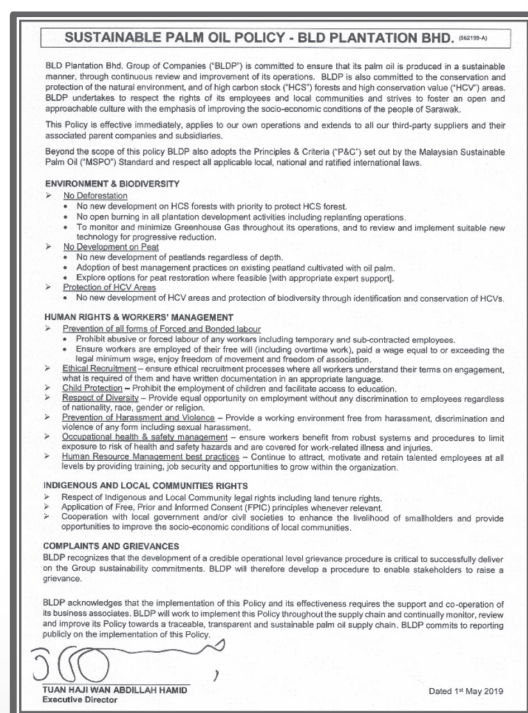 SUSTAINABLE PALM OIL POLICY - BLD PLANTATION BHD. (562199-A)
BLD Plantation Bhd. Group of Companies ("BLDP") is committed to ensure that its palm oil is produced in a sustainable
manner, through continuous review and improvement of its operations. BLDP is also committed to the conservation and
protection of the natural environment, and of high carbon stock ("HCS") forests and high conservation value ("HCV") areas.
BLDP undertakes to respect the rights of its employees and local communities and strives to foster an open and
approachable culture with the emphasis of improving the socio-economic conditions of the people of Sarawak.
This Policy is effective immediately, applies to our own operations and extends to all our third-party suppliers and their
associated parent companies and subsidiaries.
Beyond the scope of this policy BLDP also adopts the Principles & Criteria ("P&C") set out by the Malaysian Sustainable
Palm Oil ("MSPO") Standard and respect all applicable local, national and ratified international laws.
ENVIRONMENT & BIODIVERSITY
➢ No Deforestation
• No new development on HCS forests with priority to protect HCS forest.
• No open burning in all plantation development activities including replanting operations.
• To monitor and minimize Greenhouse Gas throughout its operations, and to review and implement suitable new
technology for progressive reduction.
➢ No Development on Peat
• No new development of peatlands regardless of depth.
• Adoption of best management practices on existing peatland cultivated with oil palm.
• Explore options for peat restoration where feasible [with appropriate expert support].
➢ Protection of HCV Areas
• No new development of HCV areas and protection of biodiversity through identification and conservation of HCVs.
HUMAN RIGHTS & WORKERS' MANAGEMENT
➢ Prevention of all forms of Forced and Bonded labour
• Prohibit abusive or forced labour of any workers including temporary and sub-contracted employees.
• Ensure workers are employed of their free will (including overtime work), paid a wage equal to or exceeding the
legal minimum wage, enjoy freedom of movement and freedom of association.
➢ Ethical Recruitment – ensure ethical recruitment processes where all workers understand their terms on engagement,
what is required of them and have written documentation in an appropriate language.
➢ Child Protection – Prohibit the employment of children and facilitate access to education.
➢ Respect of Diversity – Provide equal opportunity on employment without any discrimination to employees regardless
of nationality, race, gender or religion.
➢ Prevention of Harassment and Violence – Provide a working environment free from harassment, discrimination and
violence of any form including sexual harassment.
➢ Occupational health & safety management – ensure workers benefit from robust systems and procedures to limit
exposure to risk of health and safety hazards and are covered for work-related illness and injuries.
➢ Human Resource Management best practices – Continue to attract, motivate and retain talented employees at all
levels by providing training, job security and opportunities to grow within the organization.
INDIGENOUS AND LOCAL COMMUNITIES RIGHTS
➢ Respect of Indigenous and Local Community legal rights including land tenure rights.
➢ Application of Free, Prior and Informed Consent (FPIC) principles whenever relevant.
➢ Cooperation with local government and/or civil societies to enhance the livelihood of smallholders and provide
opportunities to improve the socio-economic conditions of local communities.
COMPLAINTS AND GRIEVANCES
BLDP recognizes that the development of a credible operational level grievance procedure is critical to successfully deliver
on the Group sustainability commitments. BLDP will therefore develop a procedure to enable stakeholders to raise a
grievance.
BLDP acknowledges that the implementation of this Policy and its effectiveness requires the support and co-operation of
its business associates. BLDP will work to implement this Policy throughout the supply chain and continually monitor, review
and improve its Policy towards a traceable, transparent and sustainable palm oil supply chain. BLDP commits to reporting
publicly on the implementation of this Policy.
TUAN HAJI WAN ABDILLAH HAMID
Executive Director
Dated 1st May 2019